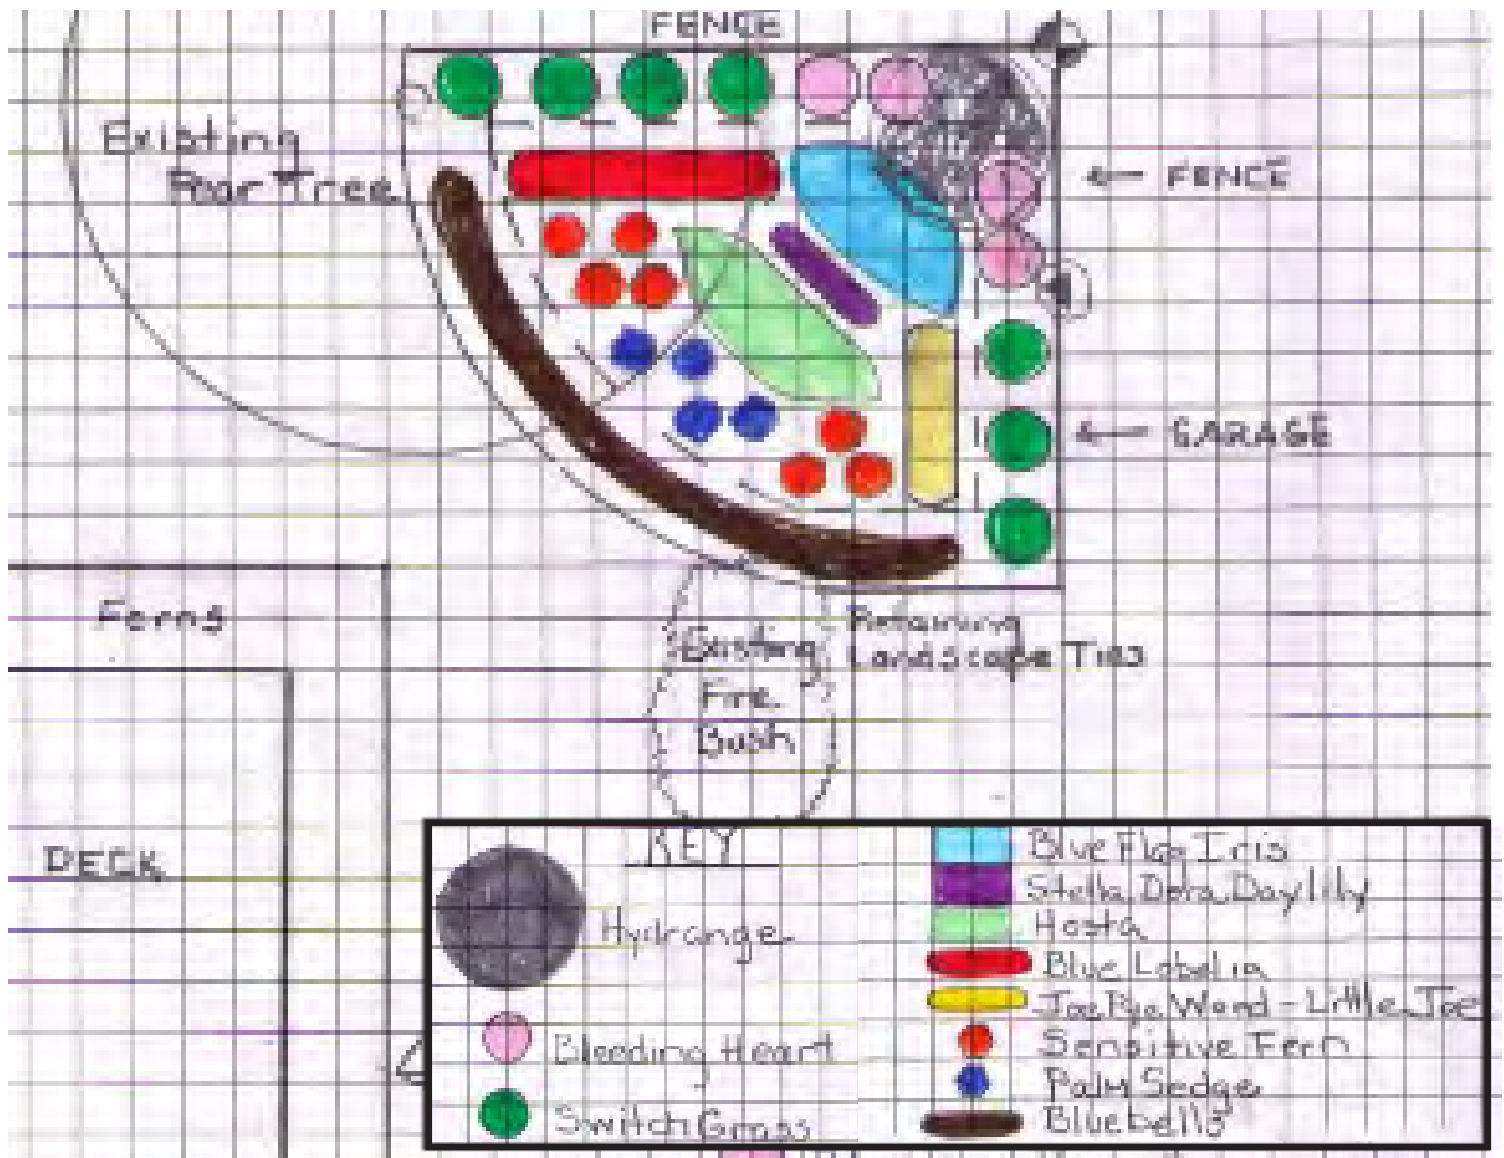 FENCE
Existing
Pear Tree
← FENCE
← GARAGE
Ferns
Existing
Fire
Bush
Retaining
Landscape Ties
DECK
KEY
Hydrange
Bleeding Heart
Switch Grass
Blue Flag Iris
Stella Dora Daylily
Hosta
Blue Lobelia
Joe Pye Weed - Little Joe
Sensitive Fern
Palm Sedge
Bluebells